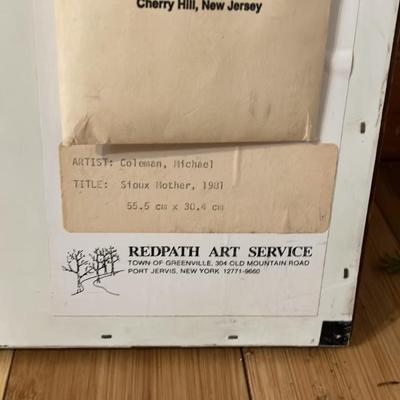 Cherry Hill, New Jersey
ARTIST: Coleman, Michael
TITLE: Sioux Mother, 1981
55.5 cm x 30.4 cm
REDPATH ART SERVICE
TOWN OF GREENVILLE, 304 OLD MOUNTAIN ROAD
PORT JERVIS, NEW YORK 12771-9660